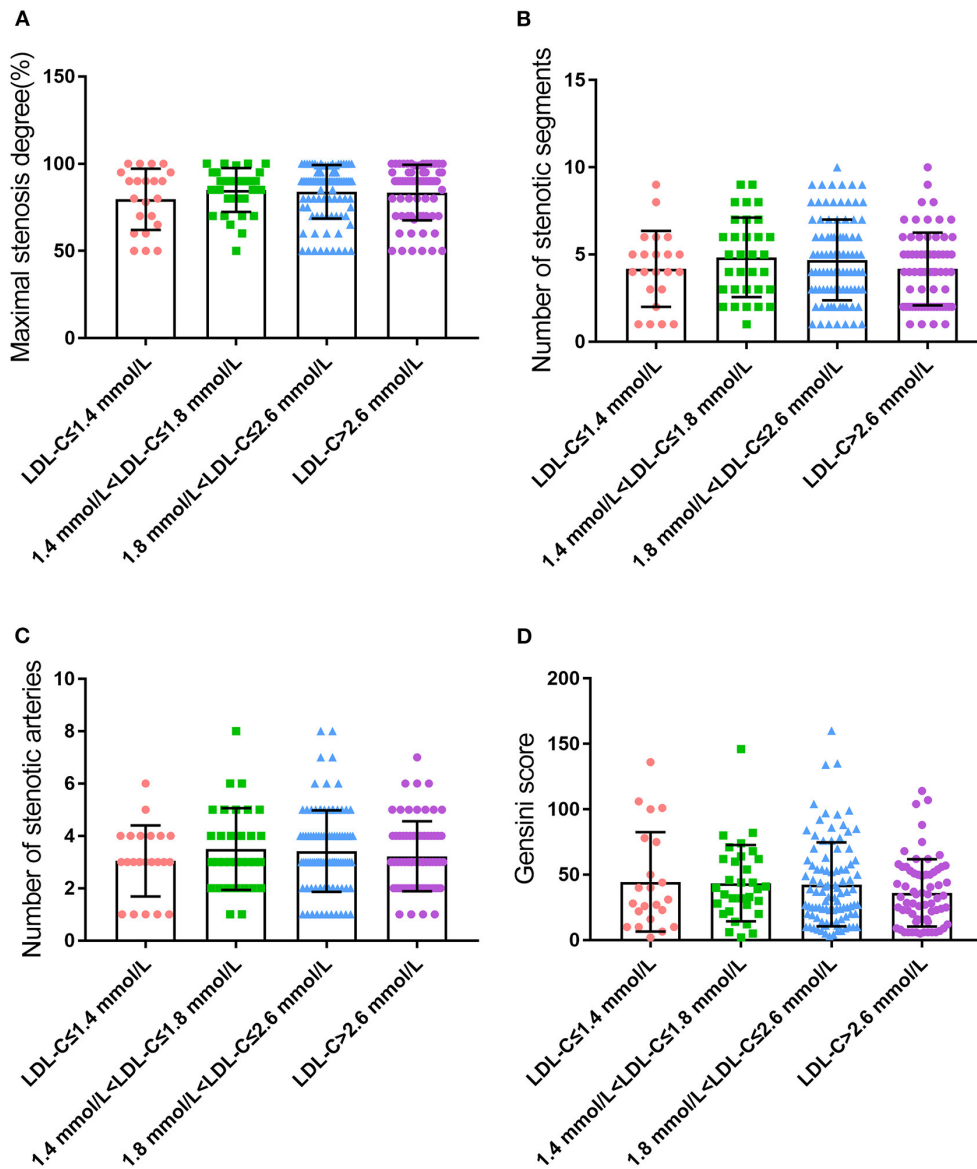 A
Maximal stenosis degree(%)
150
100
50
0
LDL-C≤1.4 mmol/L
1.4 mmol/L<LDL-C≤1.8 mmol/L
1.8 mmol/L<LDL-C≤2.6 mmol/L
LDL-C>2.6 mmol/L
B
Number of stenotic segments
15
10
5
0
LDL-C≤1.4 mmol/L
1.4 mmol/L<LDL-C≤1.8 mmol/L
1.8 mmol/L<LDL-C≤2.6 mmol/L
LDL-C>2.6 mmol/L
C
Number of stenotic arteries
10
8
6
4
2
0
LDL-C≤1.4 mmol/L
1.4 mmol/L<LDL-C≤1.8 mmol/L
1.8 mmol/L<LDL-C≤2.6 mmol/L
LDL-C>2.6 mmol/L
D
Gensini score
200
150
100
50
0
LDL-C≤1.4 mmol/L
1.4 mmol/L<LDL-C≤1.8 mmol/L
1.8 mmol/L<LDL-C≤2.6 mmol/L
LDL-C>2.6 mmol/L